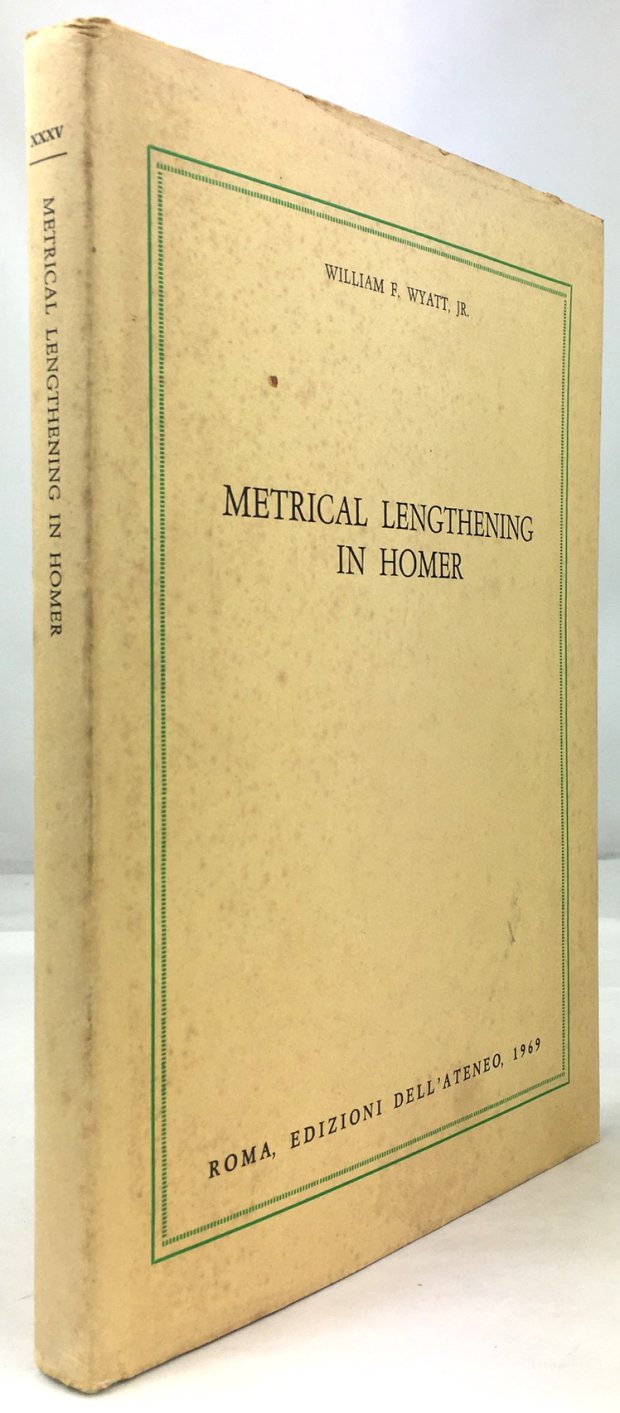 XXXV
METRICAL LENGTHENING IN HOMER
WILLIAM F. WYATT, JR.
METRICAL LENGTHENING
IN HOMER
ROMA, EDIZIONI DELL'ATENEO, 1969